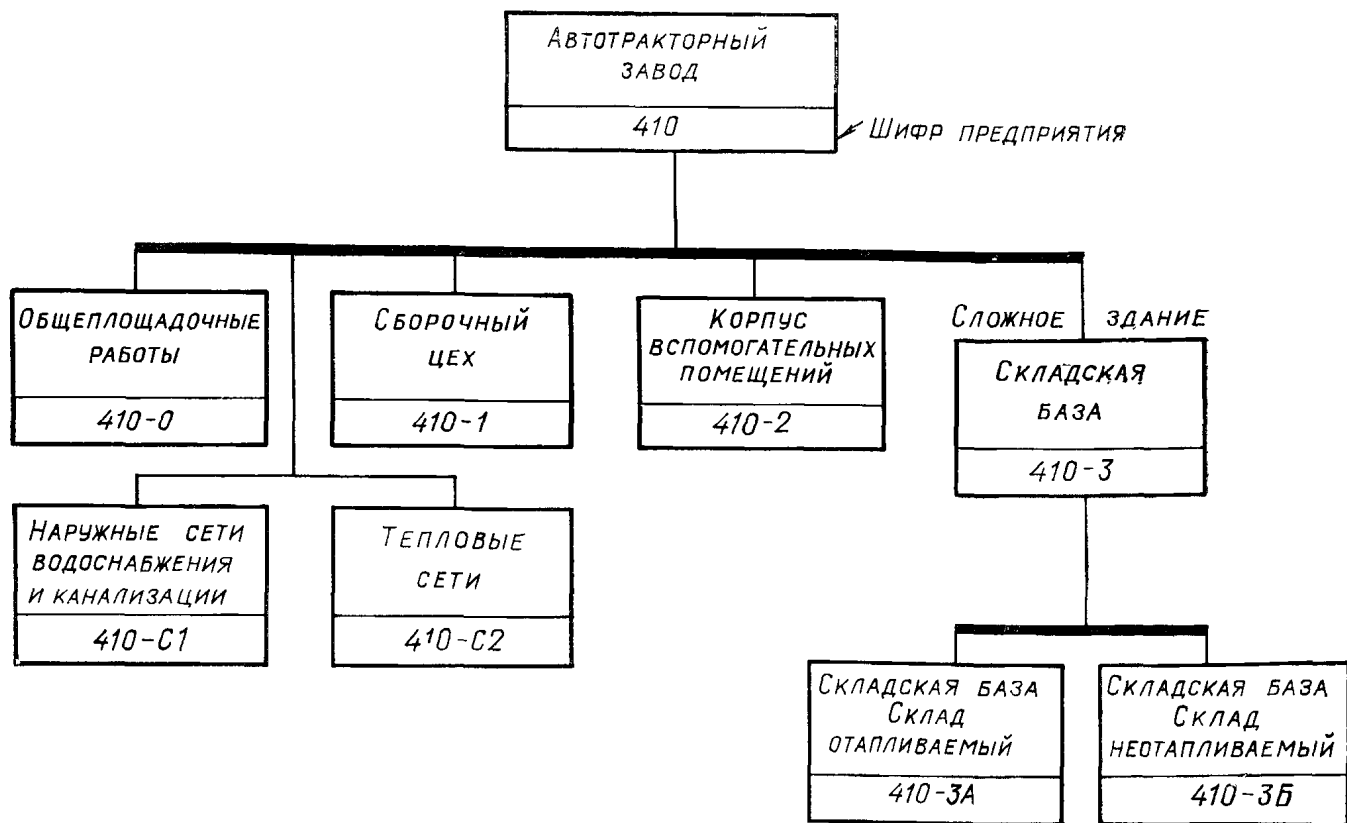 Автотракторный
завод
410
Шифр предприятия
Общеплощадочные
работы
410-0
Сборочный
цех
410-1
Корпус
вспомогательных
помещений
410-2
Сложное здание
Складская
база
410-3
Наружные сети
водоснабжения
и канализации
410-С1
Тепловые
сети
410-С2
Складская база
Склад
отапливаемый
410-3А
Складская база
Склад
неотапливаемый
410-3Б